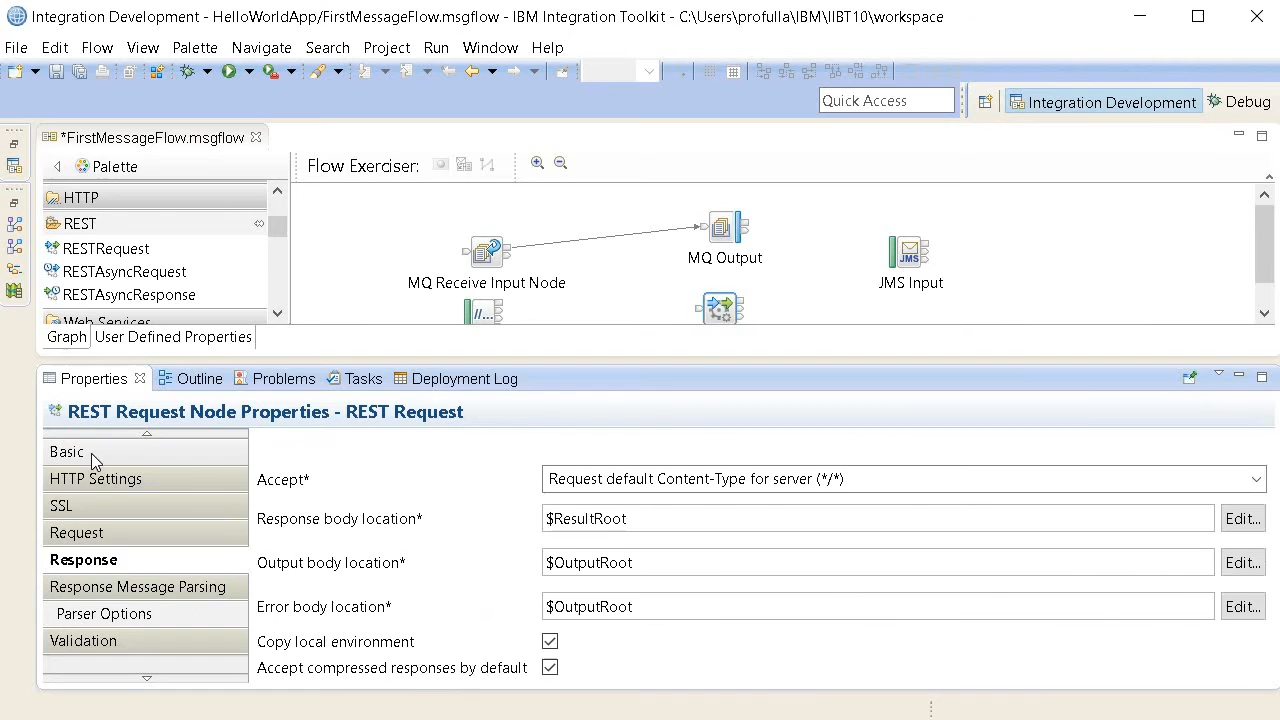 Integration Development - HelloWorldApp/FirstMessageFlow.msgflow - IBM Integration Toolkit - C:\Users\profulla\IBM\IIBT10\workspace
File Edit Flow View Palette Navigate Search Project Run Window Help
Quick Access
Integration Development
Debug
*FirstMessageFlow.msgflow
Palette
Flow Exerciser:
HTTP
REST
RESTRequest
RESTAsyncRequest
RESTAsyncResponse
Web Services
MQ Receive Input Node
MQ Output
JMS
JMS Input
Graph
User Defined Properties
Properties
Outline
Problems
Tasks
Deployment Log
REST Request Node Properties - REST Request
Basic
HTTP Settings
SSL
Request
Response
Response Message Parsing
Parser Options
Validation
Accept* Request default Content-Type for server (*/*)
Response body location* $ResultRoot Edit...
Output body location* $OutputRoot Edit...
Error body location* $OutputRoot Edit...
Copy local environment
Accept compressed responses by default